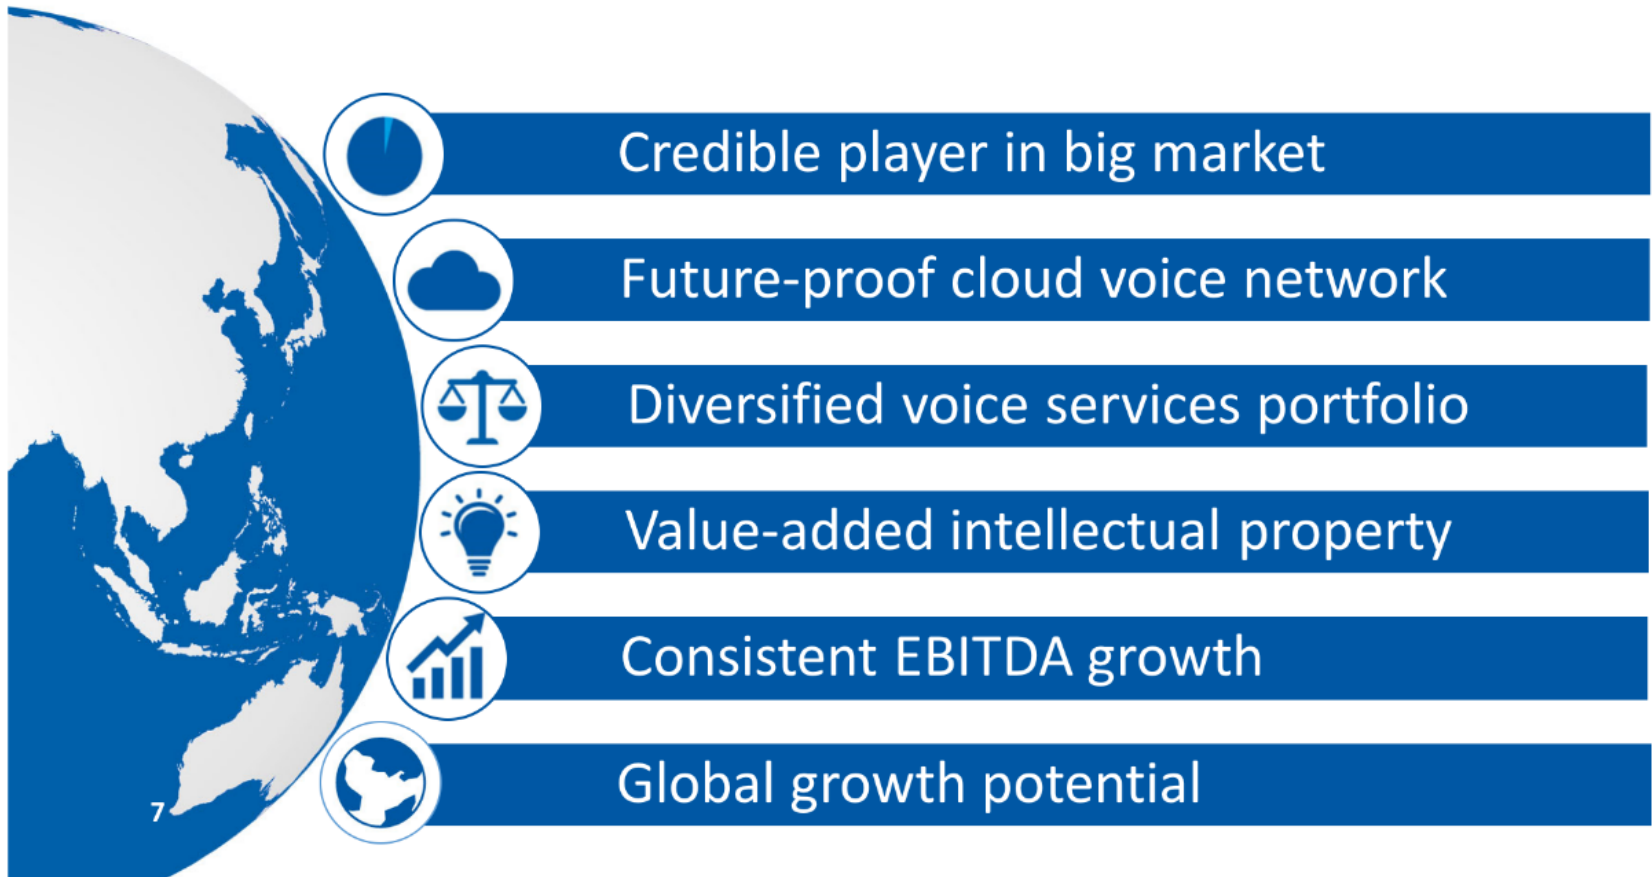 Credible player in big market
Future-proof cloud voice network
Diversified voice services portfolio
Value-added intellectual property
Consistent EBITDA growth
Global growth potential
7